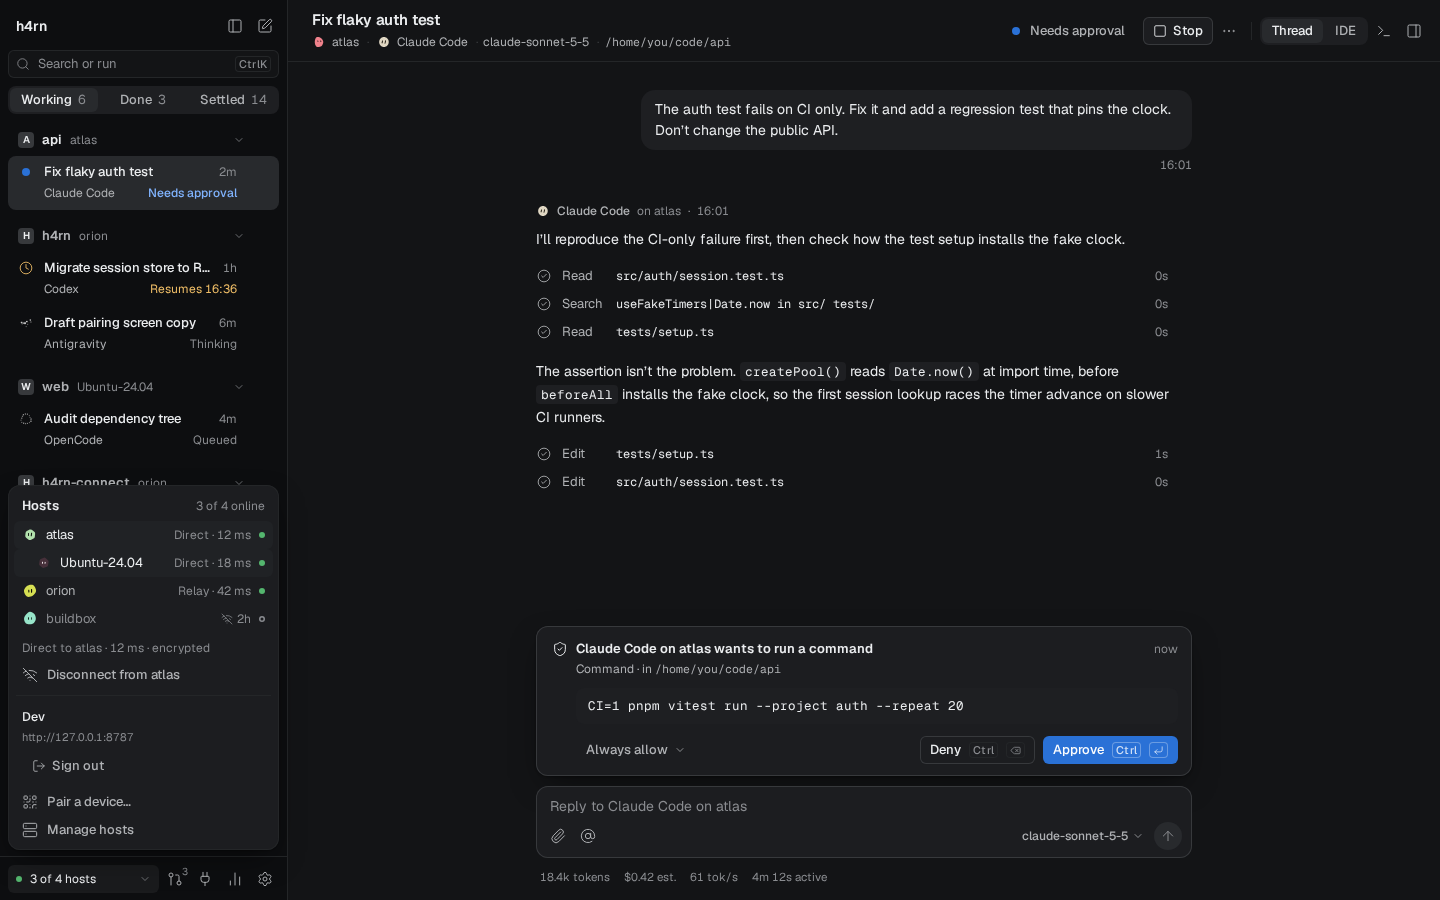 h4rn
Search or run CtrlK
Working 6 Done 3 Settled 14
A api atlas
Fix flaky auth test 2m
Claude Code Needs approval
H h4rn orion
Migrate session store to R... 1h
Codex Resumes 16:36
Draft pairing screen copy 6m
Antigravity Thinking
W web Ubuntu-24.04
Audit dependency tree 4m
OpenCode Queued
H h4rn-connect orion
Hosts 3 of 4 online
atlas Direct · 12 ms
Ubuntu-24.04 Direct · 18 ms
orion Relay · 42 ms
buildbox 2h
Direct to atlas · 12 ms · encrypted
Disconnect from atlas
Dev
http://127.0.0.1:8787
Sign out
Pair a device...
Manage hosts
3 of 4 hosts 3
Fix flaky auth test
atlas · Claude Code · claude-sonnet-5-5 · /home/you/code/api
Needs approval Stop Thread IDE
The auth test fails on CI only. Fix it and add a regression test that pins the clock.
Don't change the public API.
16:01
Claude Code on atlas · 16:01
I'll reproduce the CI-only failure first, then check how the test setup installs the fake clock.
Read src/auth/session.test.ts 0s
Search useFakeTimers|Date.now in src/ tests/ 0s
Read tests/setup.ts 0s
The assertion isn't the problem. createPool() reads Date.now() at import time, before
beforeAll installs the fake clock, so the first session lookup races the timer advance on slower
CI runners.
Edit tests/setup.ts 1s
Edit src/auth/session.test.ts 0s
Claude Code on atlas wants to run a command now
Command · in /home/you/code/api
CI=1 pnpm vitest run --project auth --repeat 20
Always allow Deny Ctrl Approve Ctrl
Reply to Claude Code on atlas
claude-sonnet-5-5
18.4k tokens $0.42 est. 61 tok/s 4m 12s active